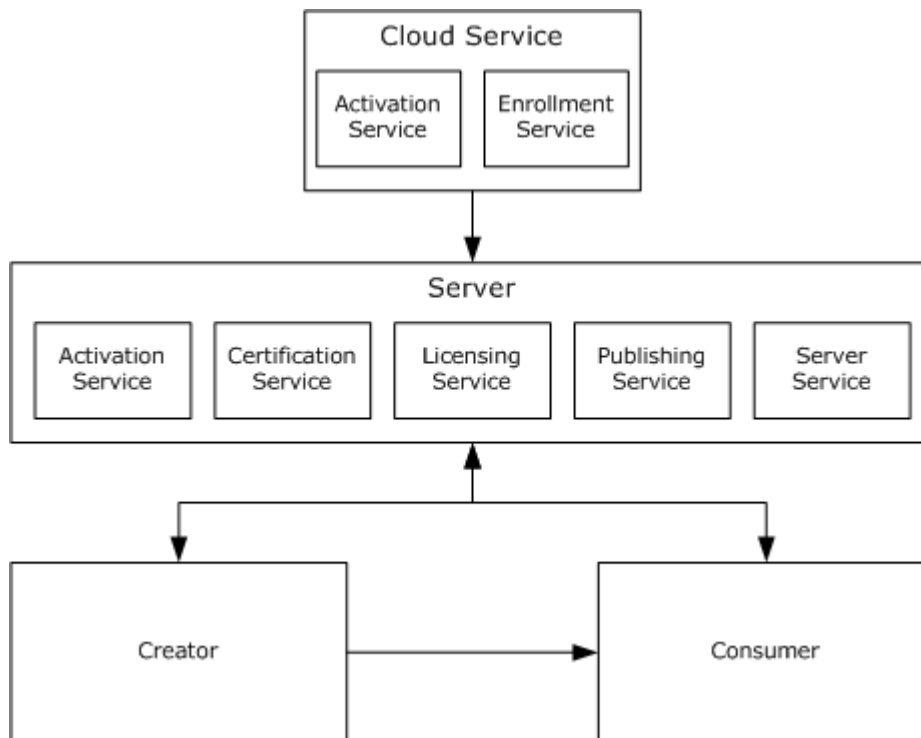 Cloud Service
Activation
Service
Enrollment
Service
Server
Activation
Service
Certification
Service
Licensing
Service
Publishing
Service
Server
Service
Creator
Consumer